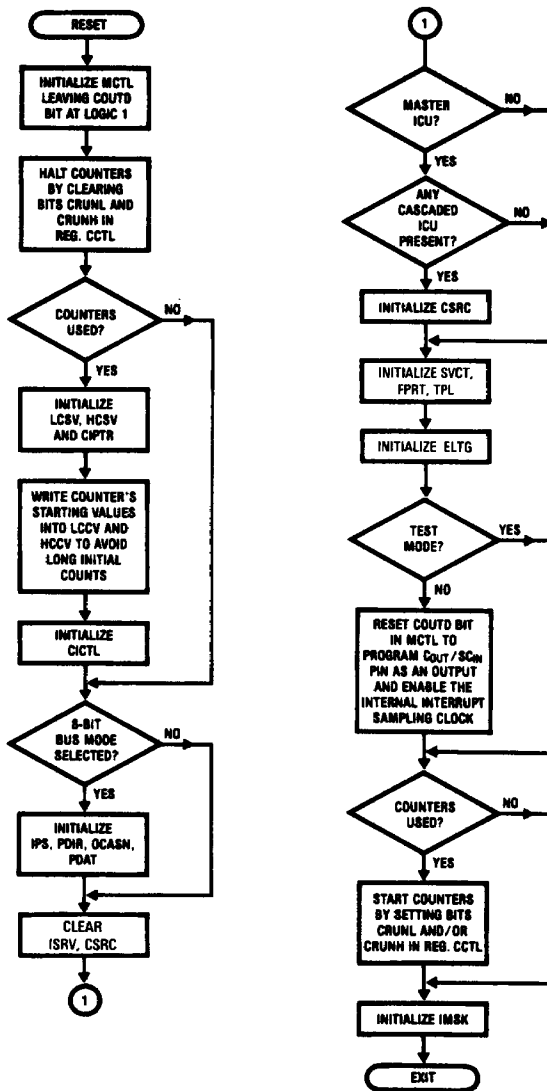 RESET
INITIALIZE MCTL
LEAVING COUTD
BIT AT LOGIC 1
HALT COUNTERS
BY CLEARING
BITS CRUNL AND
CRUNH IN
REG. CCTL
COUNTERS
USED?
NO
YES
INITIALIZE
LCSV, HCSV
AND CIPTR
WRITE COUNTER'S
STARTING VALUES
INTO LCCV AND
HCCV TO AVOID
LONG INITIAL
COUNTS
INITIALIZE
CICTL
8-BIT
BUS MODE
SELECTED?
NO
YES
INITIALIZE
IPS, PDIR, OCASN,
PDAT
CLEAR
ISRV, CSRC
1
1
MASTER
ICU?
NO
YES
ANY
CASCADED
ICU
PRESENT?
NO
YES
INITIALIZE CSRC
INITIALIZE SVCT,
FPRT, TPL
INITIALIZE ELTG
TEST
MODE?
YES
NO
RESET COUTD BIT
IN MCTL TO
PROGRAM COUT/SCIN
PIN AS AN OUTPUT
AND ENABLE THE
INTERNAL INTERRUPT
SAMPLING CLOCK
COUNTERS
USED?
NO
YES
START COUNTERS
BY SETTING BITS
CRUNL AND/OR
CRUNH IN REG. CCTL
INITIALIZE IMSK
EXIT